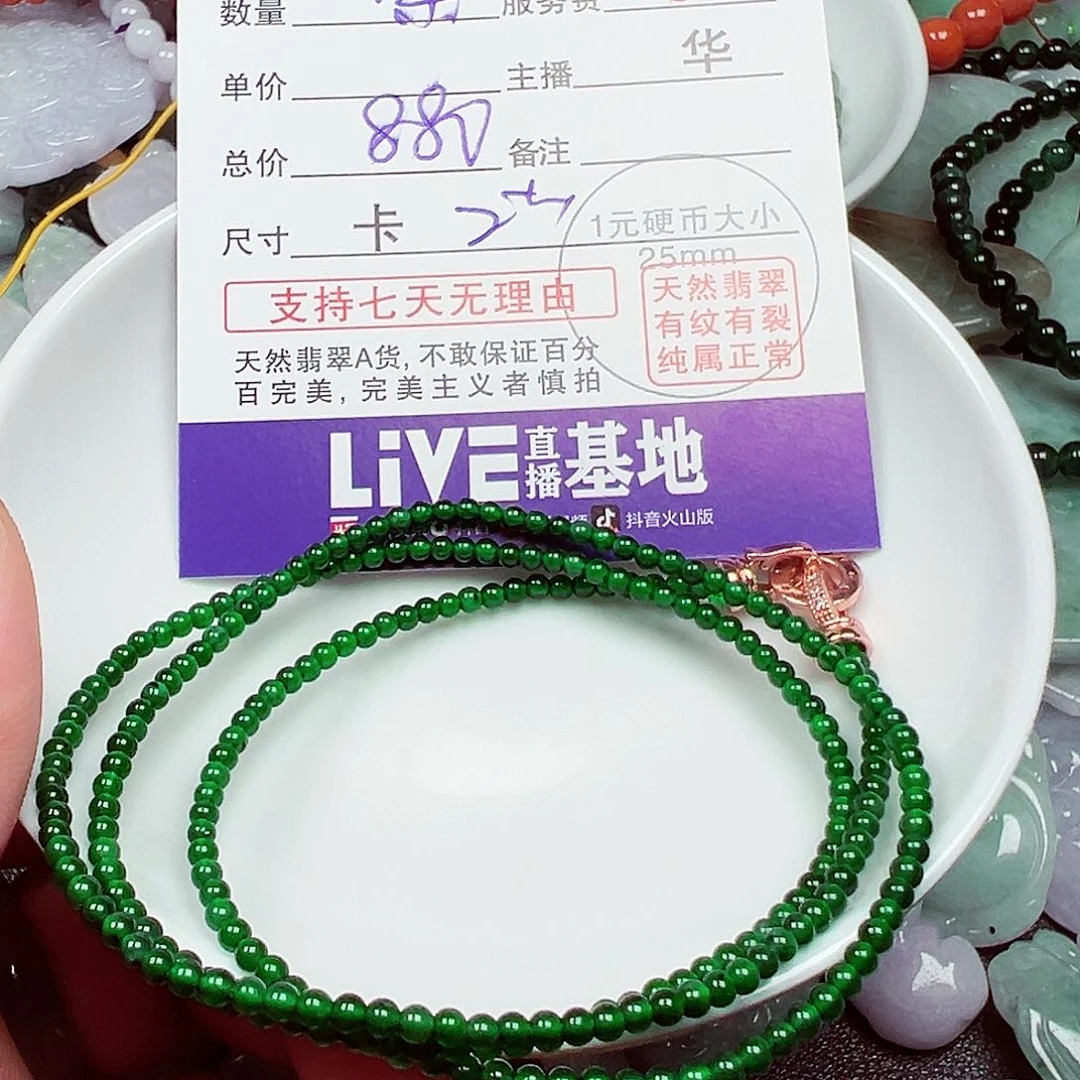 数量 服务费
单价 主播 华
总价 880 备注
尺寸 卡
1元硬币大小
25mm
支持七天无理由
天然翡翠
有纹有裂
纯属正常
天然翡翠A货,不敢保证百分
百完美,完美主义者慎拍
LiVE直播基地
抖音火山版